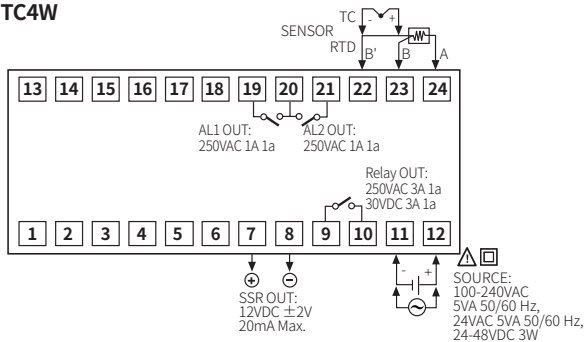 TC4W
TC - +
SENSOR
RTD
B' B A
13 14 15 16 17 18 19 20 21 22 23 24
AL1 OUT:
250VAC 1A 1a
AL2 OUT:
250VAC 1A 1a
Relay OUT:
250VAC 3A 1a
30VDC 3A 1a
1 2 3 4 5 6 7 8 9 10 11 12
+ −
SSR OUT:
12VDC ±2V
20mA Max.
- +
SOURCE:
100-240VAC
5VA 50/60 Hz,
24VAC 5VA 50/60 Hz,
24-48VDC 3W